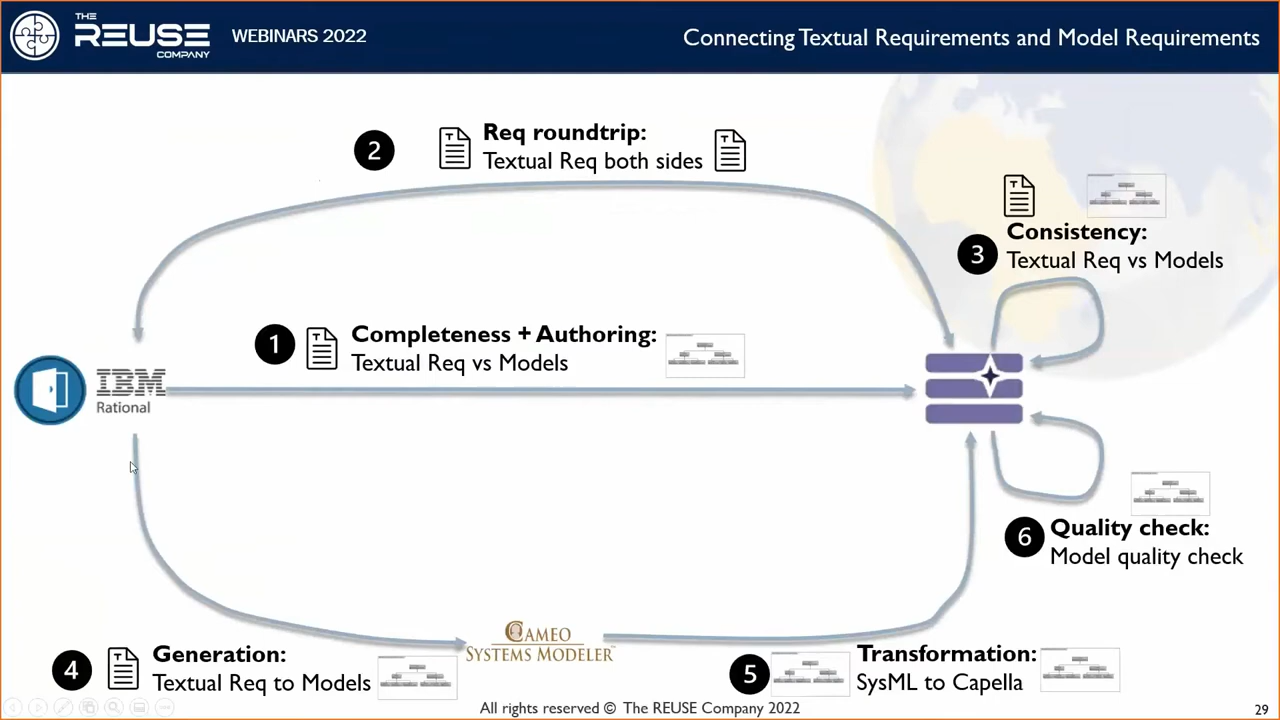 THE
REUSE
COMPANY
WEBINARS 2022
Connecting Textual Requirements and Model Requirements
2
T
Req roundtrip:
Textual Req both sides
T
T
Consistency:
3
Textual Req vs Models
1
T
Completeness + Authoring:
Textual Req vs Models
IBM
Rational
6
Quality check:
Model quality check
CAMEO
SYSTEMS MODELER
4
T
Generation:
Textual Req to Models
5
Transformation:
SysML to Capella
All rights reserved © The REUSE Company 2022
29